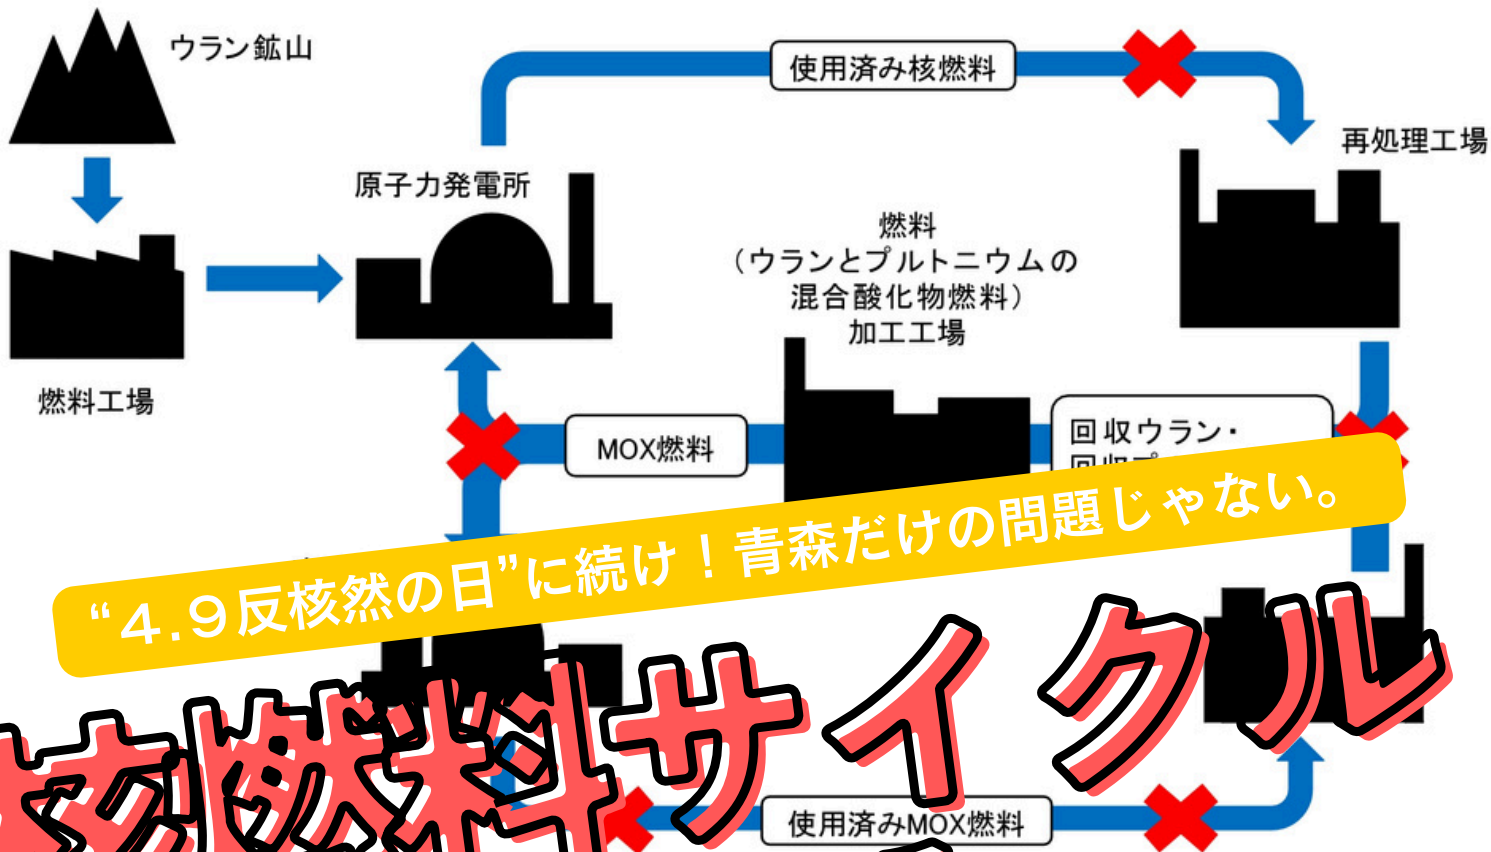 ウラン鉱山
使用済み核燃料
再処理工場
原子力発電所
燃料
（ウランとプルトニウムの
混合酸化物燃料）
加工工場
燃料工場
MOX燃料
回収ウラン・
“4.9反核然の日”に続け！青森だけの問題じゃない。
核燃料サイクル
使用済みMOX燃料